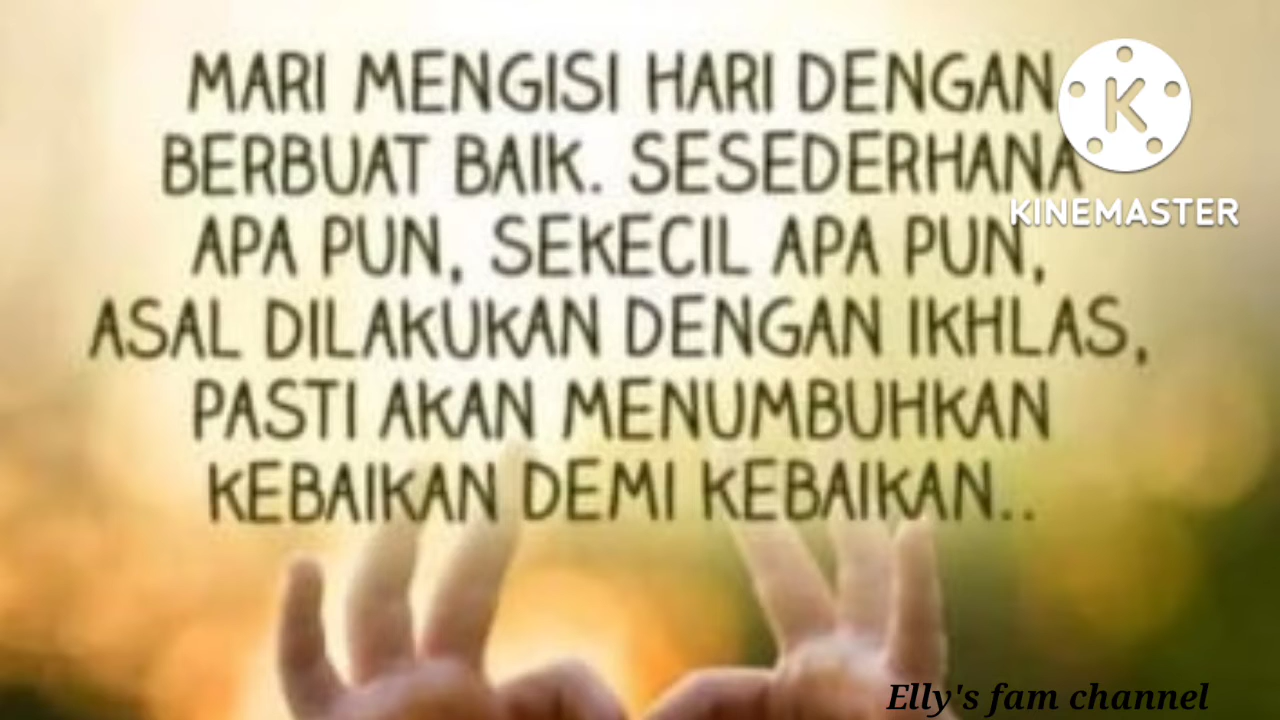 MARI MENGISI HARI DENGAN
BERBUAT BAIK. SESEDERHANA
APA PUN, SEKECIL APA PUN,
ASAL DILAKUKAN DENGAN IKHLAS,
PASTI AKAN MENUMBUHKAN
KEBAIKAN DEMI KEBAIKAN..
K
KINEMASTER
Elly's fam channel